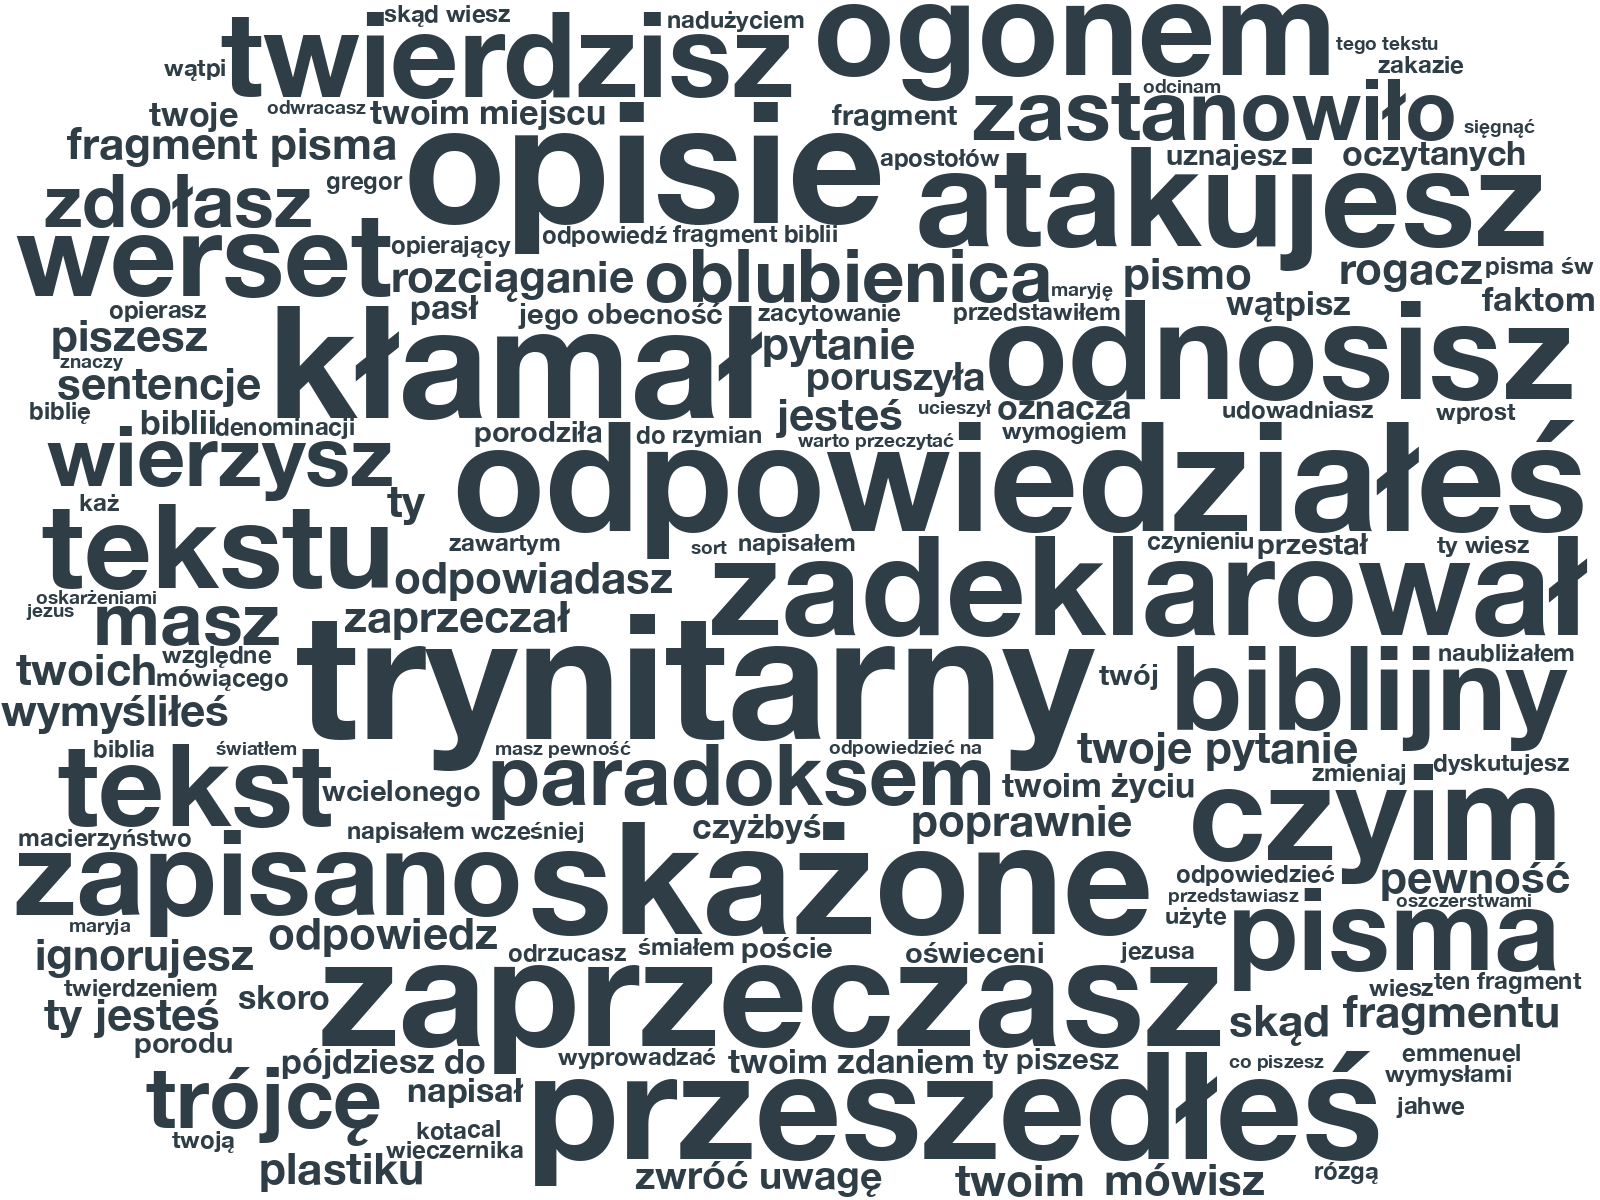 skąd wiesz
nadużyciem
ogonem
twierdzisz
tego tekstu
wątpi
zakazie
odcinam
twoje
odwracasz
twoim miejscu
fragment
zastanowiło
sięgnąć
fragment pisma
opisie
apostołów
uznajesz
oczytanych
gregor
atakujesz
zdołasz
werset
opierający
odpowiedź
fragment biblii
rozciąganie
oblubienica
maryję
pismo
rogacz
pisma św
opierasz
pasł
jego obecność
zacytowanie
przedstawiłem
wątpisz
faktom
piszesz
znaczy
kłamał
pytanie
odnosisz
sentencje
poruszyła
biblię
biblii
denominacji
jesteś
ucieszył
oznacza
udowadniasz
wprost
porodziła
do rzymian
warto przeczytać
wymogiem
wierzysz
odpowiedziałeś
każ
ty
tekstu
zawartym
sort
napisałem
czynieniu
przestał
ty wiesz
odpowiadasz
zadeklarował
oskarżeniami
jezus
masz
zaprzeczał
względne
trynitarny
naubliżałem
twoich
mówiącego
twój
biblijny
wymyśliłeś
biblia
światłem
masz pewność
odpowiedzieć na
twoje pytanie
tekst
wcielonego
paradoksem
twoim życiu
zmieniaj
dyskutujesz
macierzyństwo
napisałem wcześniej
czyżbyś
poprawnie
czyim
zapisano
skazone
odpowiedzieć
pewność
przedstawiasz
oszczerstwami
maryja
użyte
pisma
odpowiedz
ignorujesz
odrzucasz
śmiałem
poście
oświeceni
jezusa
twierdzeniem
skoro
zaprzeczasz
wiesz
ten fragment
ty jesteś
skąd
fragmentu
porodu
pójdziesz do
wyprowadzać
twoim zdaniem
ty piszesz
co piszesz
emmenuel
wymysłami
trójcę
napisał
przeszedłeś
jahwe
twoją
kota
cal
wieczernika
plastiku
zwróć uwagę
twoim
mówisz
rózgą